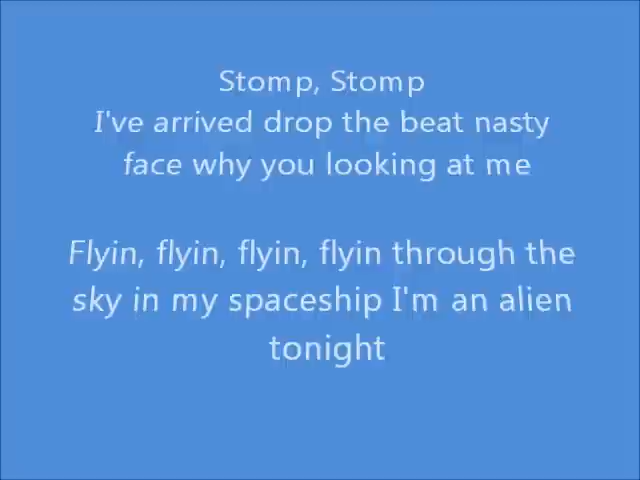 Stomp, Stomp
I've arrived drop the beat nasty
face why you looking at me
Flyin, flyin, flyin, flyin through the
sky in my spaceship I'm an alien
tonight